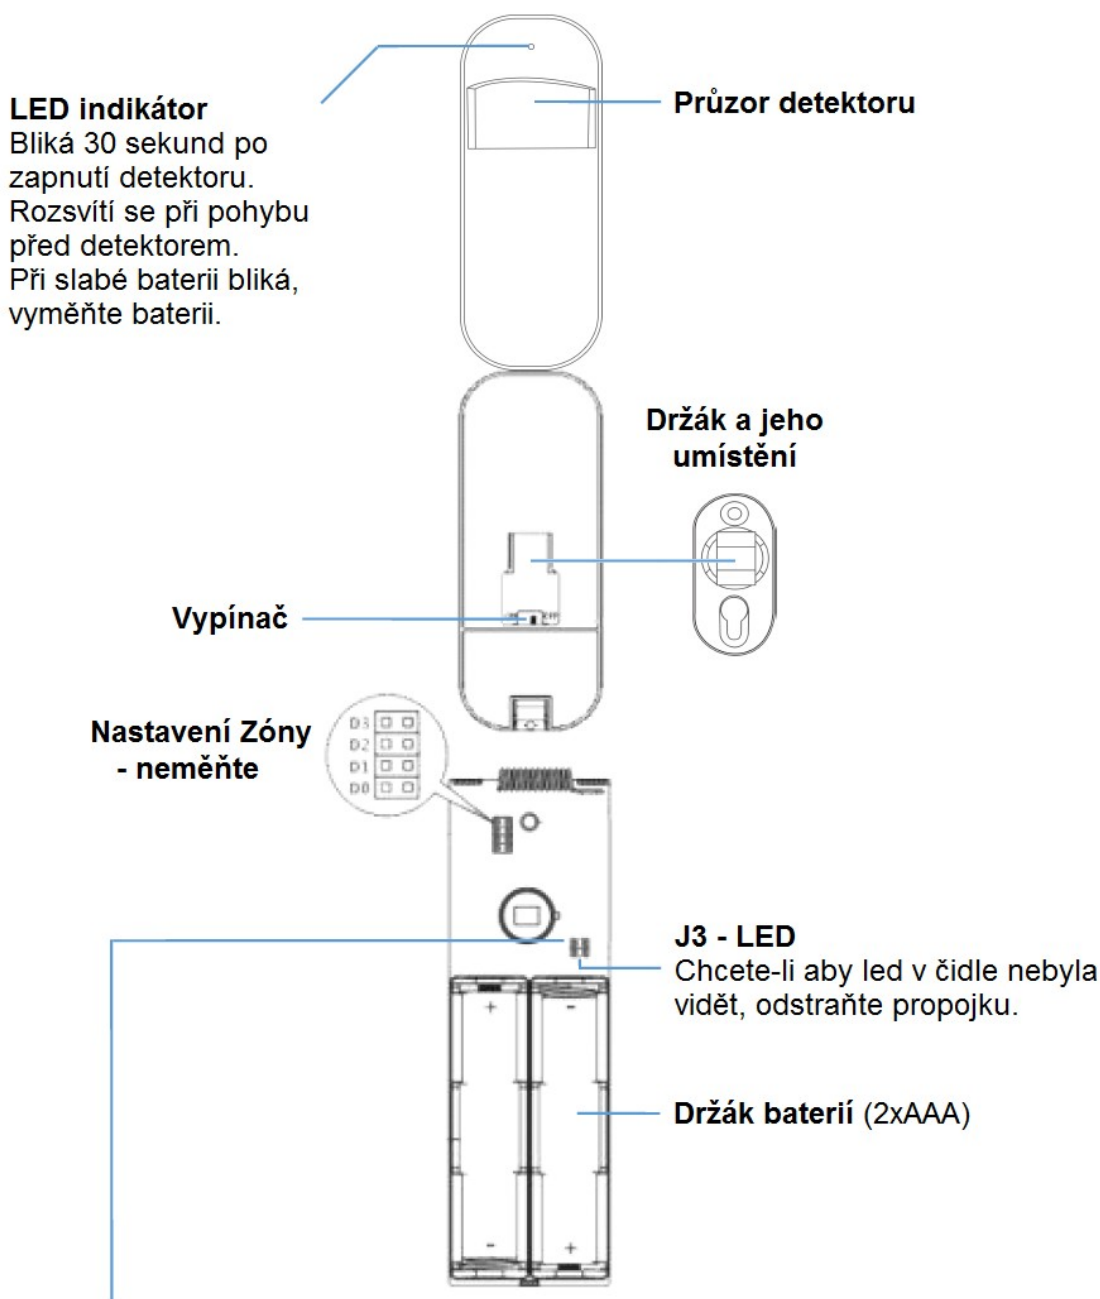 LED indikátor
Bliká 30 sekund po
zapnutí detektoru.
Rozsvítí se při pohybu
před detektorem.
Při slabé baterii bliká,
vyměňte baterii.
Průzor detektoru
Držák a jeho
umístění
Vypínač
Nastavení Zóny
- neměňte
D3
D2
D1
D0
J3 - LED
Chcete-li aby led v čidle nebyla
vidět, odstraňte propojku.
+ -
Držák baterií (2xAAA)
- +